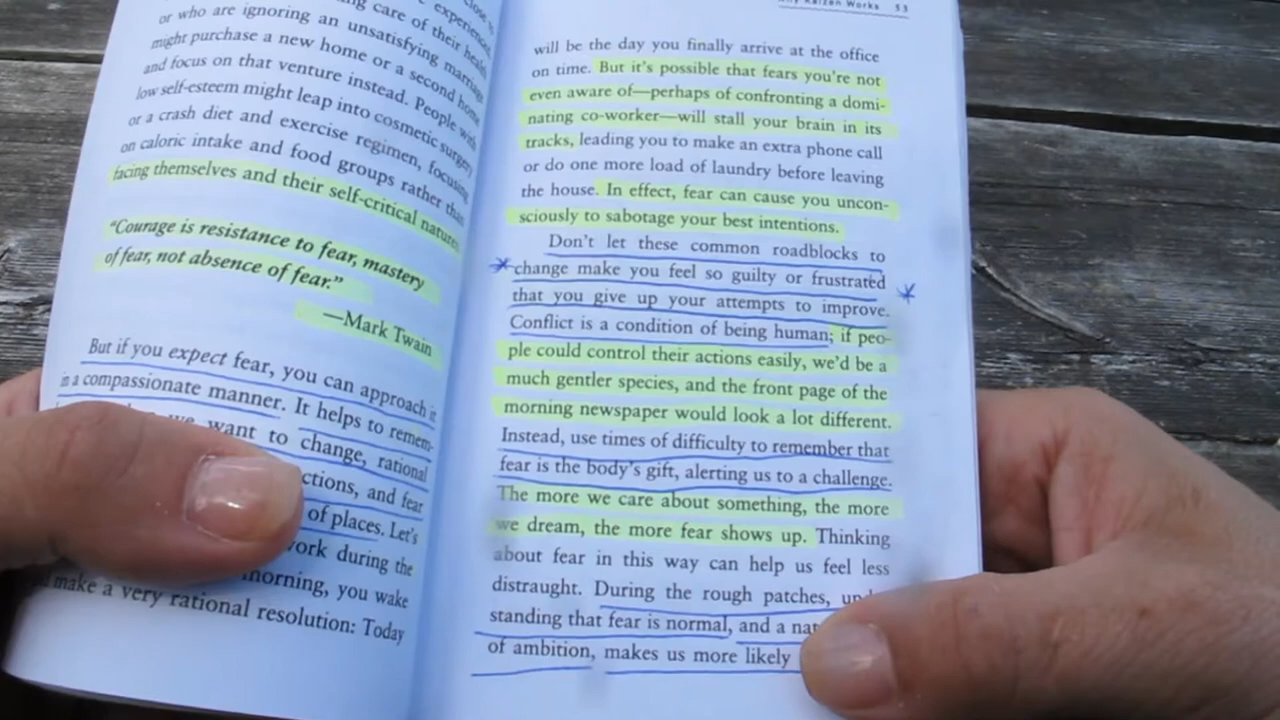 close
experienced
ng care of their health
or who are ignoring an unsatisfying marriage
might purchase a new home or a second home
and focus on that venture instead. People with
low self-esteem might leap into cosmetic surgery
or a crash diet and exercise regimen, focusing
on caloric intake and food groups rather than
facing themselves and their self-critical natures.
“Courage is resistance to fear, mastery
of fear, not absence of fear.”
—Mark Twain
But if you expect fear, you can approach it
in a compassionate manner. It helps to remem-
we want to change, rational
ctions, and fear
of places. Let’s
work during the
morning, you wake
make a very rational resolution: Today
Why Kaizen Works 53
will be the day you finally arrive at the office
on time. But it’s possible that fears you’re not
even aware of—perhaps of confronting a domi-
nating co-worker—will stall your brain in its
tracks, leading you to make an extra phone call
or do one more load of laundry before leaving
the house. In effect, fear can cause you uncon-
sciously to sabotage your best intentions.
Don’t let these common roadblocks to
change make you feel so guilty or frustrated
that you give up your attempts to improve.
Conflict is a condition of being human; if peo-
ple could control their actions easily, we’d be a
much gentler species, and the front page of the
morning newspaper would look a lot different.
Instead, use times of difficulty to remember that
fear is the body’s gift, alerting us to a challenge.
The more we care about something, the more
we dream, the more fear shows up. Thinking
about fear in this way can help us feel less
distraught. During the rough patches,
standing that fear is normal, and a
of ambition, makes us more likely